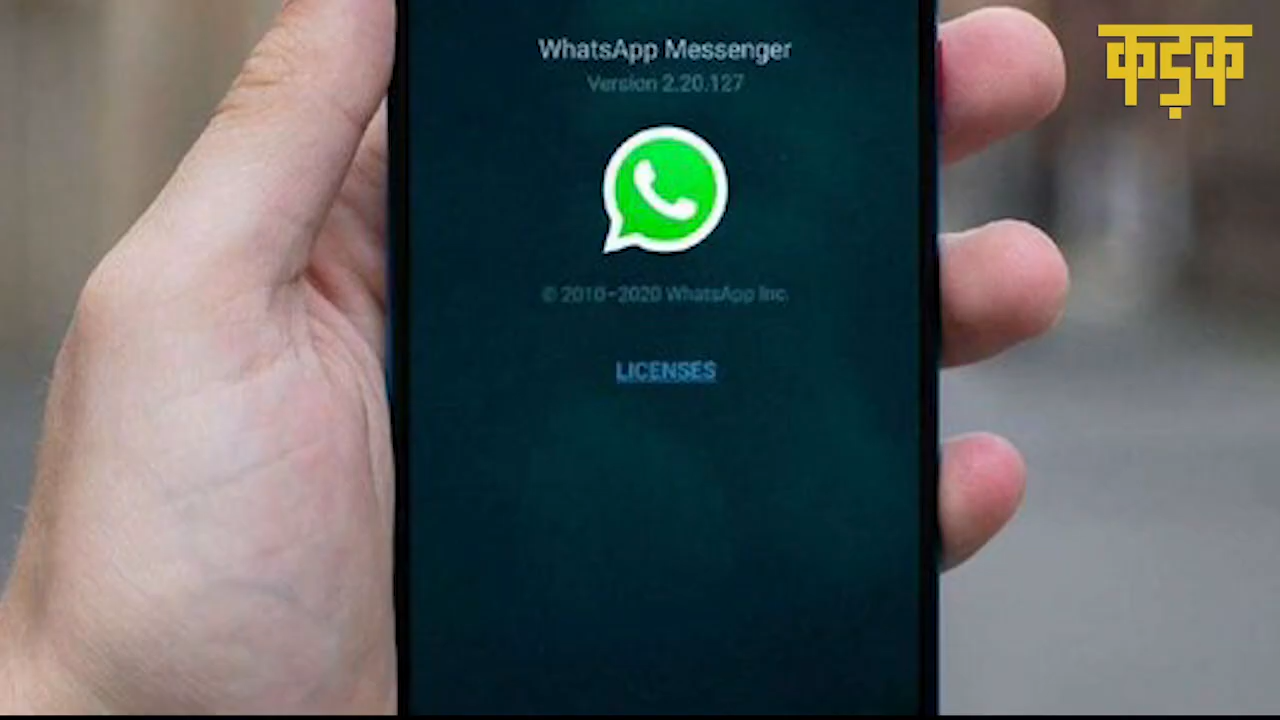 कड़क
WhatsApp Messenger
Version 2.20.127
© 2010-2020 WhatsApp Inc.
LICENSES